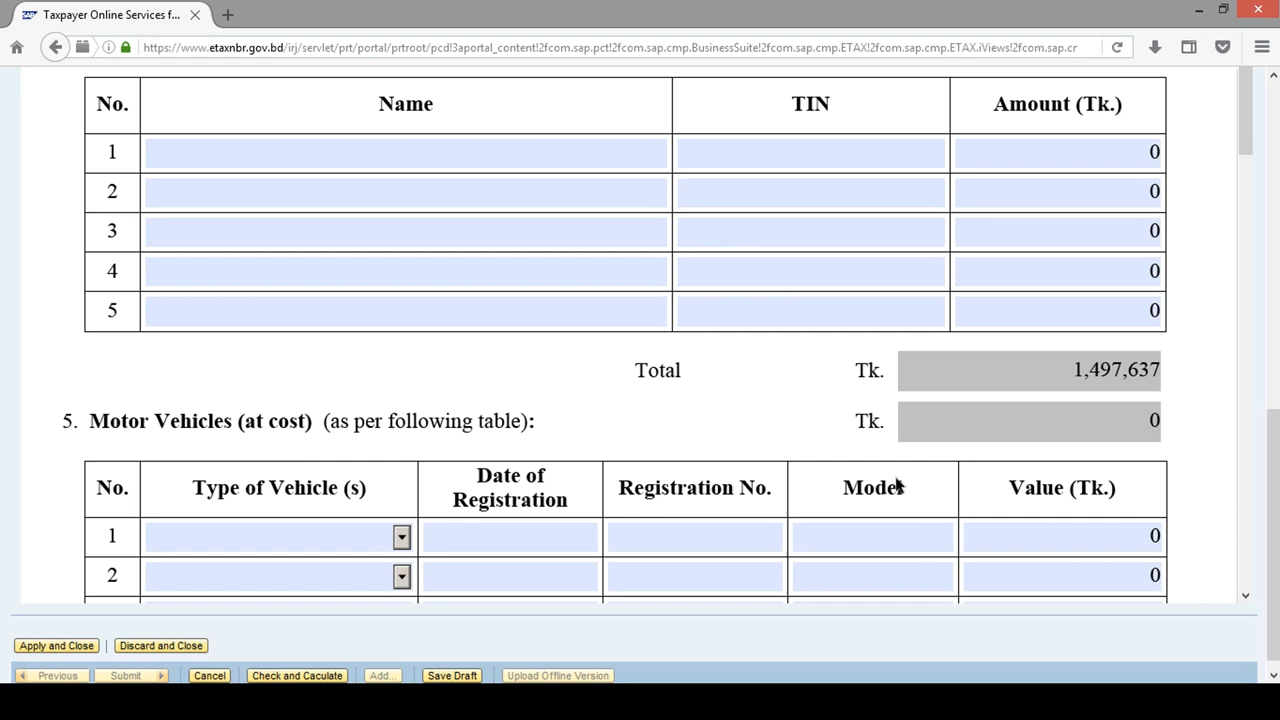 Taxpayer Online Services f...
https://www.etaxnbr.gov.bd/irj/servlet/prt/portal/prtroot/pcd!3aportal_content!2fcom.sap.pct!2fcom.sap.cmp.BusinessSuite!2fcom.sap.cmp.ETAX!2fcom.sap.cmp.ETAX.iViews!2fcom.sap.cr
No. Name TIN Amount (Tk.)
1 0
2 0
3 0
4 0
5 0
Total Tk. 1,497,637
5. Motor Vehicles (at cost) (as per following table): Tk. 0
No. Type of Vehicle (s) Date of Registration Registration No. Model Value (Tk.)
1 0
2 0
Apply and Close | Discard and Close
Previous Submit Cancel Check and Caculate Add... Save Draft Upload Offline Version